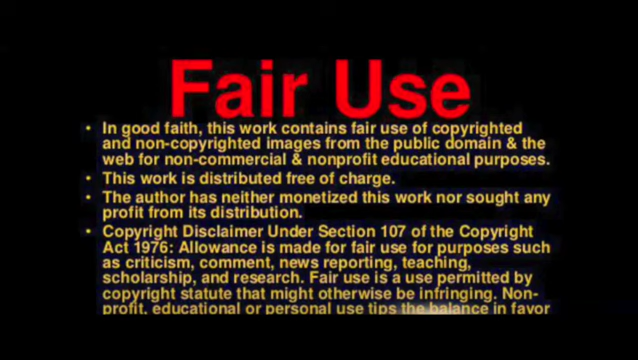 Fair Use
• In good faith, this work contains fair use of copyrighted
and non-copyrighted images from the public domain & the
web for non-commercial & nonprofit educational purposes.
• This work is distributed free of charge.
• The author has neither monetized this work nor sought any
profit from its distribution.
• Copyright Disclaimer Under Section 107 of the Copyright
Act 1976: Allowance is made for fair use for purposes such
as criticism, comment, news reporting, teaching,
scholarship, and research. Fair use is a use permitted by
copyright statute that might otherwise be infringing. Non-
profit, educational or personal use tips the balance in favor